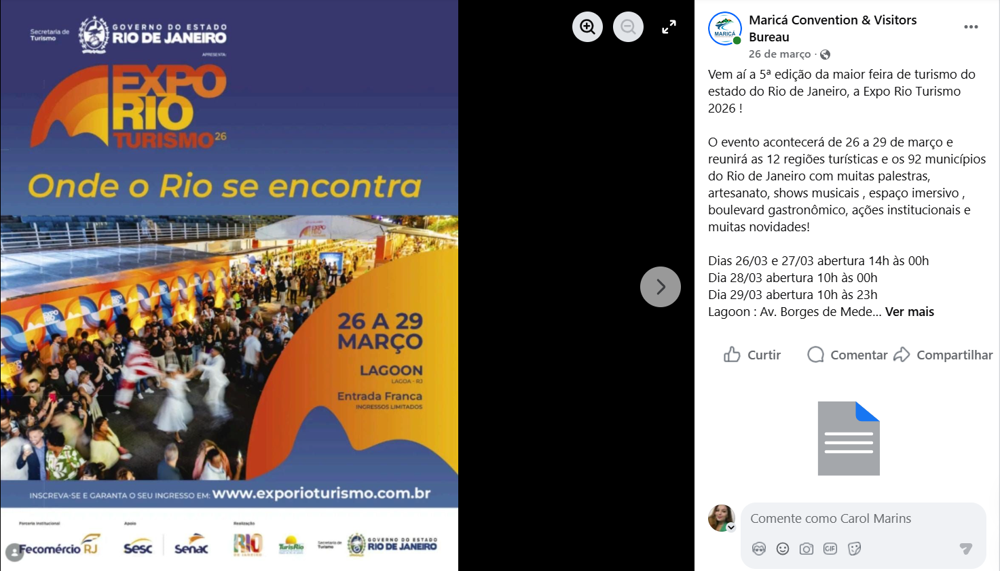 Secretaria de
Turismo
GOVERNO DO ESTADO
RIO DE JANEIRO
APRESENTA:
EXPO
RIO
TURISMO26
Onde o Rio se encontra
EXPO
RIO
26 A 29
MARÇO
LAGOON
LAGOA - RJ
Entrada Franca
INGRESSOS LIMITADOS
INSCREVA-SE E GARANTA O SEU INGRESSO EM: www.exporioturismo.com.br
Parceria Institucional
Fecomércio RJ
Apoio
Sesc
Senac
Realização
RIO
DE JANEIRO
TurisRio
Secretaria de
Turismo
GOVERNO DO ESTADO
RIO DE JANEIRO
MARICÁ
Maricá Convention & Visitors
Bureau
26 de março ·
Vem aí a 5ª edição da maior feira de turismo do
estado do Rio de Janeiro, a Expo Rio Turismo
2026 !
O evento acontecerá de 26 a 29 de março e
reunirá as 12 regiões turísticas e os 92 municípios
do Rio de Janeiro com muitas palestras,
artesanato, shows musicais , espaço imersivo ,
boulevard gastronômico, ações institucionais e
muitas novidades!
Dias 26/03 e 27/03 abertura 14h às 00h
Dia 28/03 abertura 10h às 00h
Dia 29/03 abertura 10h às 23h
Lagoon : Av. Borges de Mede... Ver mais
Curtir
Comentar
Compartilhar
Comente como Carol Marins
GIF